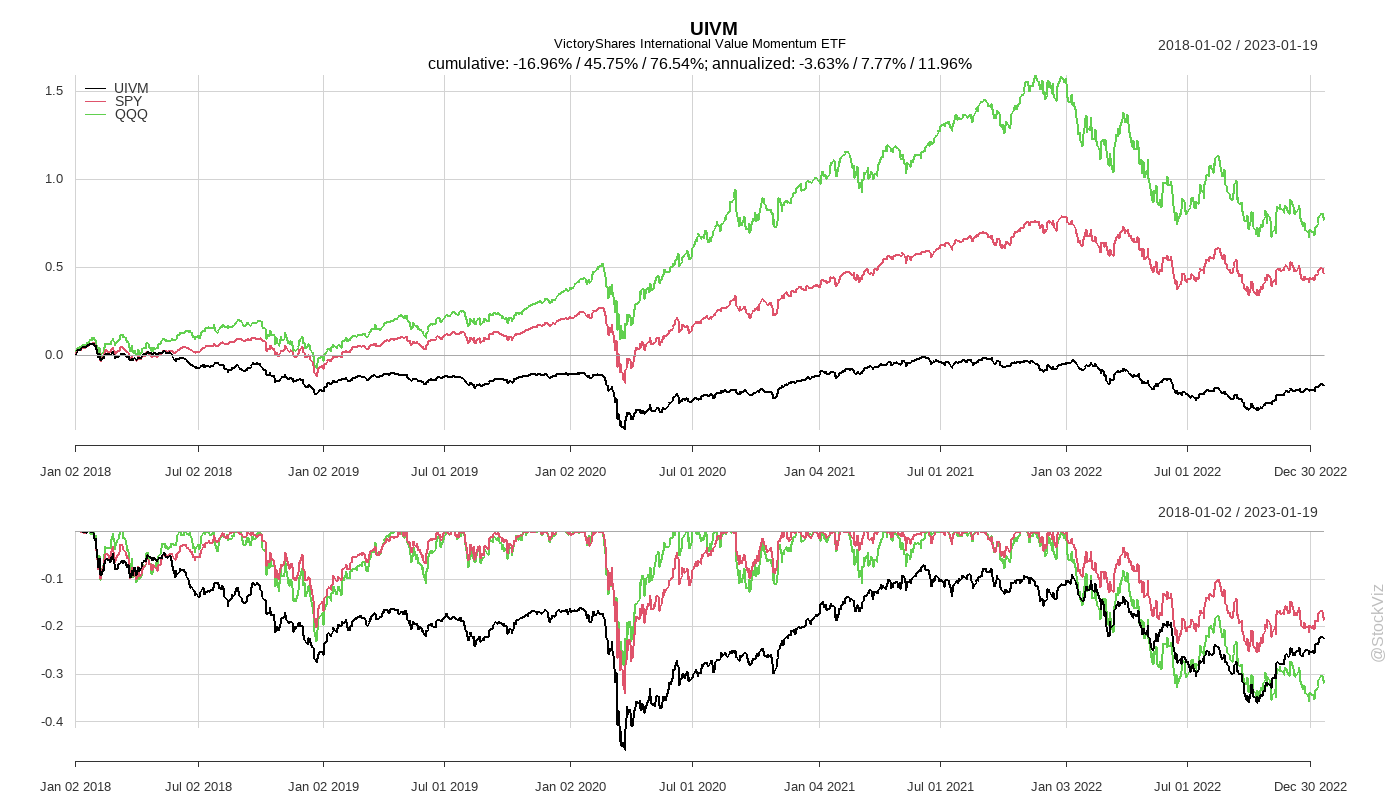 UIVM
VictoryShares International Value Momentum ETF
2018-01-02 / 2023-01-19
cumulative: -16.96% / 45.75% / 76.54%; annualized: -3.63% / 7.77% / 11.96%
UIVM
SPY
QQQ
1.5
1.0
0.5
0.0
Jan 02 2018 Jul 02 2018 Jan 02 2019 Jul 01 2019 Jan 02 2020 Jul 01 2020 Jan 04 2021 Jul 01 2021 Jan 03 2022 Jul 01 2022 Dec 30 2022
2018-01-02 / 2023-01-19
-0.1
-0.2
-0.3
-0.4
Jan 02 2018 Jul 02 2018 Jan 02 2019 Jul 01 2019 Jan 02 2020 Jul 01 2020 Jan 04 2021 Jul 01 2021 Jan 03 2022 Jul 01 2022 Dec 30 2022
@StockViz